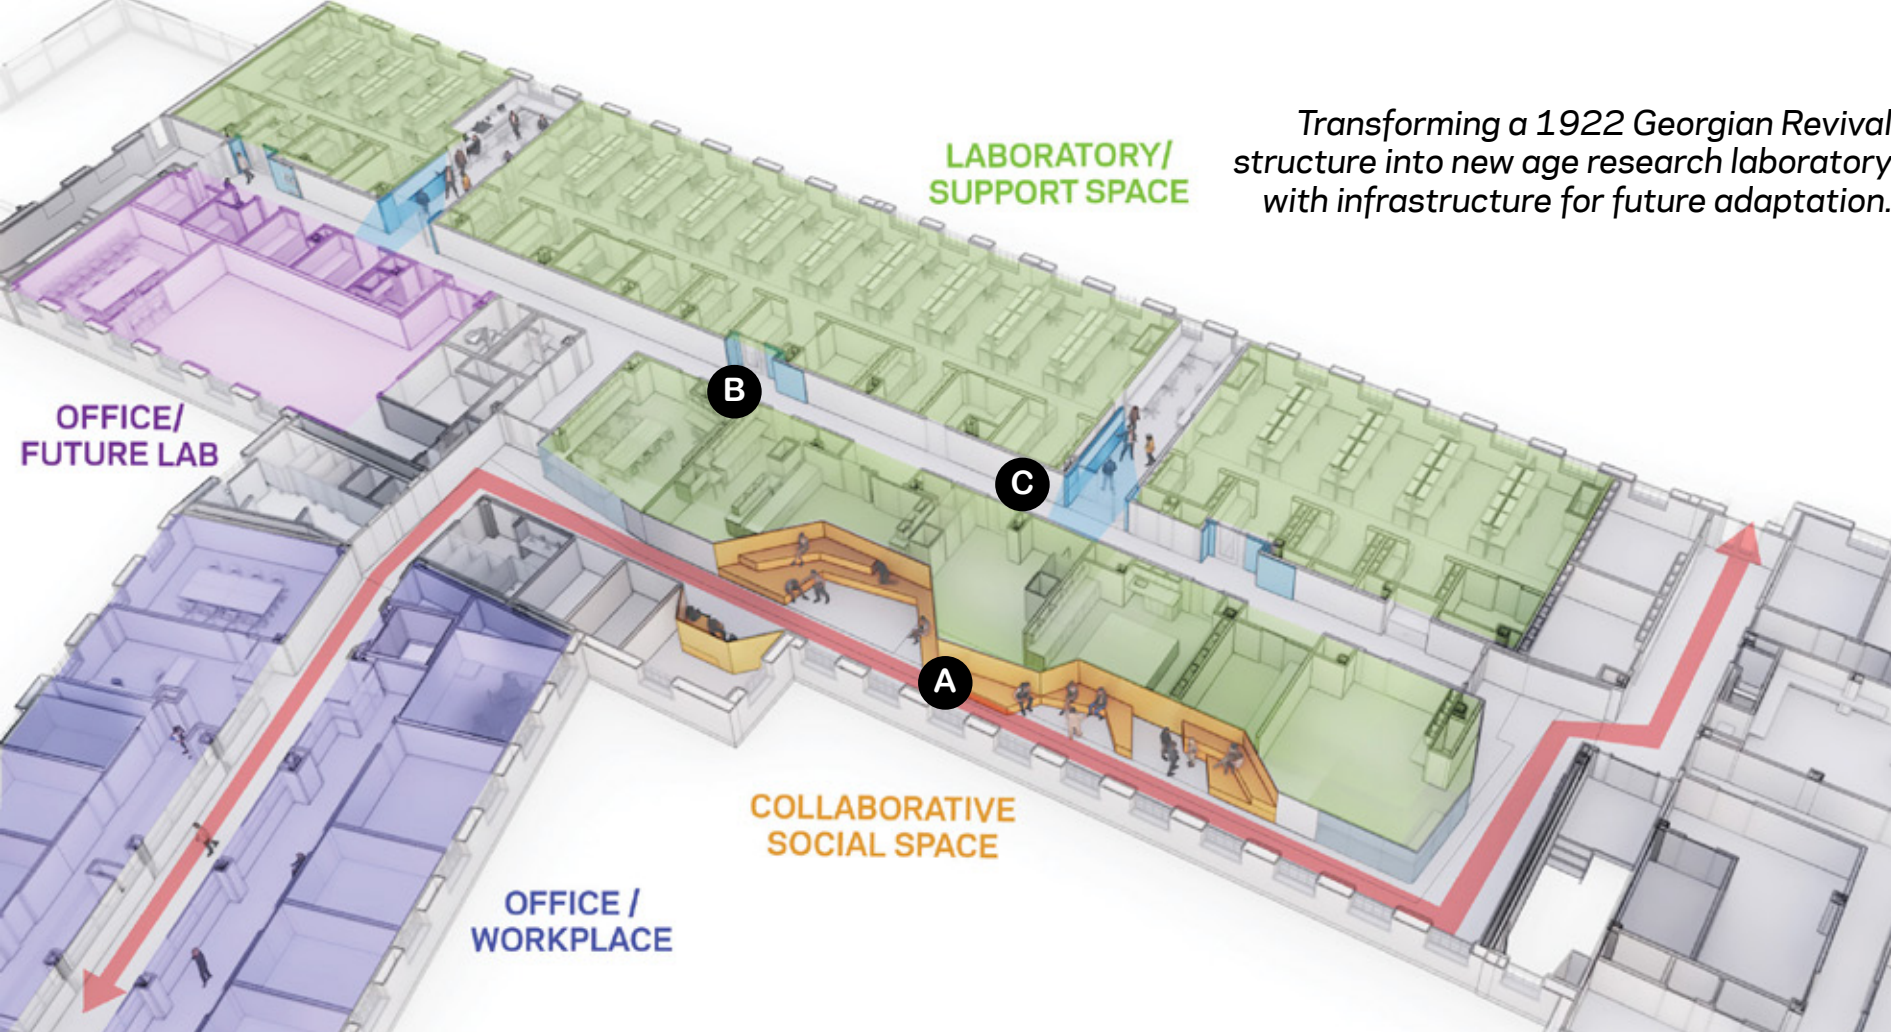 LABORATORY/
SUPPORT SPACE
Transforming a 1922 Georgian Revival
structure into new age research laboratory
with infrastructure for future adaptation.
B
OFFICE/
FUTURE LAB
C
A
COLLABORATIVE
SOCIAL SPACE
OFFICE /
WORKPLACE